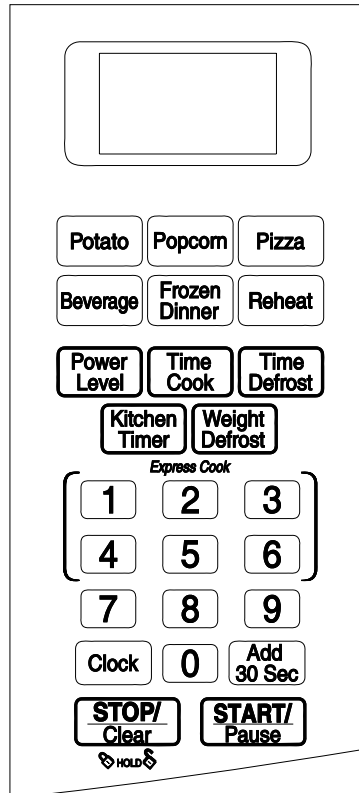 Potato Popcorn Pizza
Beverage Frozen Dinner Reheat
Power Level Time Cook Time Defrost
Kitchen Timer Weight Defrost
Express Cook
1 2 3
4 5 6
7 8 9
Clock 0 Add 30 Sec
STOP/ Clear START/ Pause
HOLD